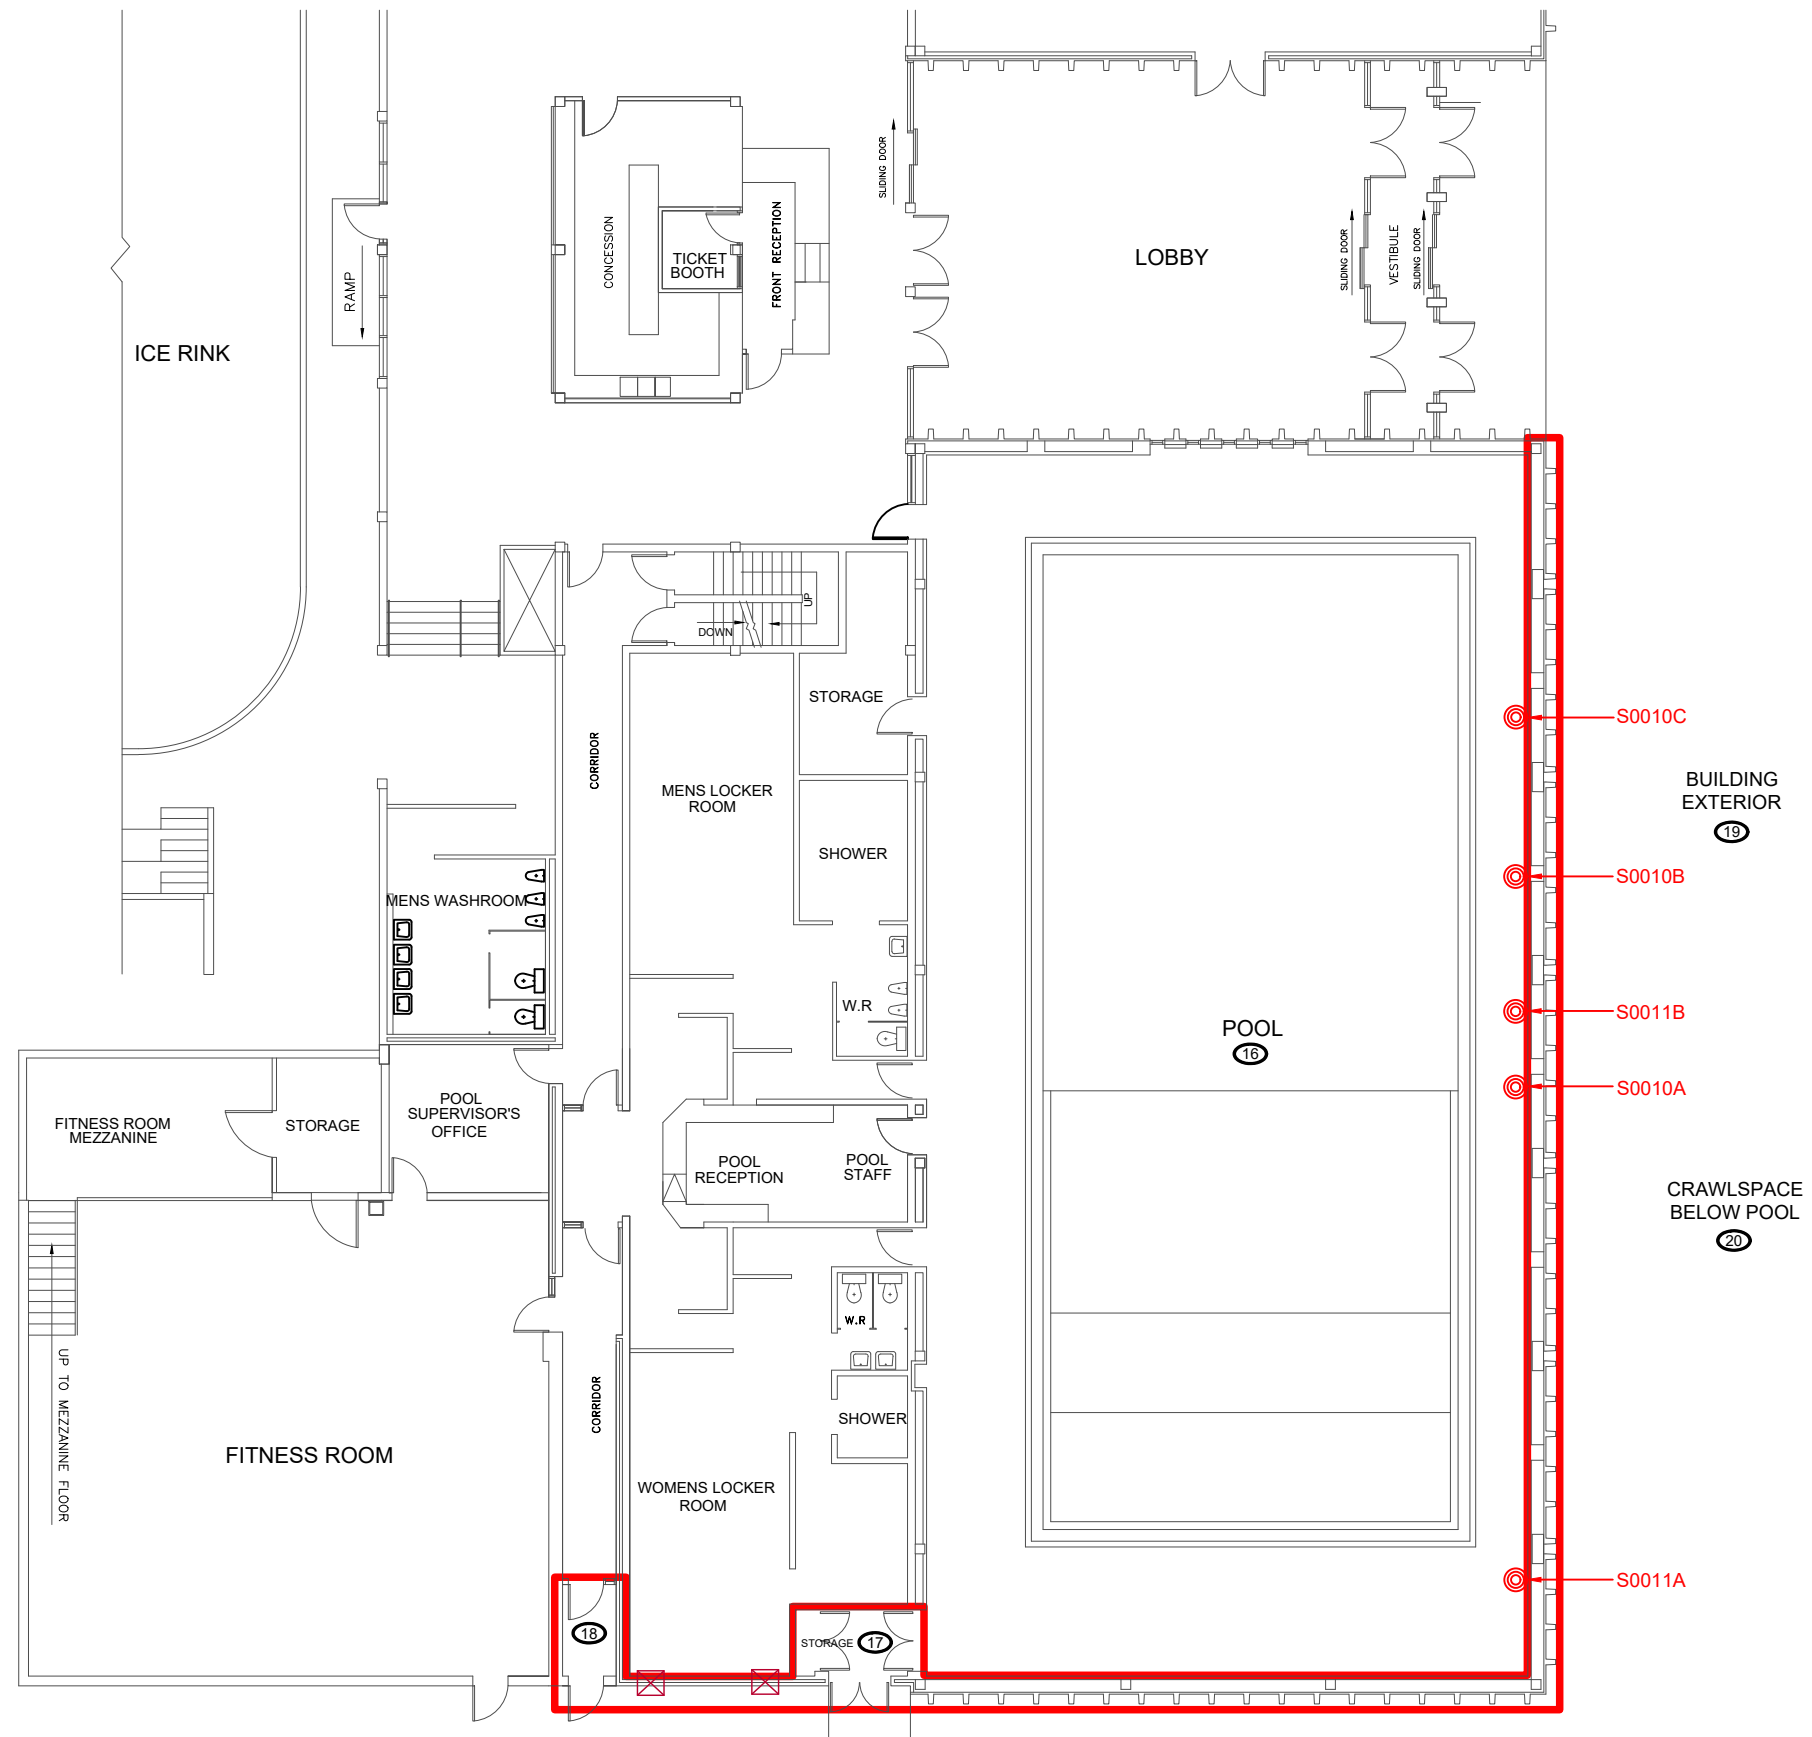 SLIDING DOOR
CONCESSION
TICKET
BOOTH
FRONT RECEPTION
LOBBY
SLIDING DOOR
VESTIBULE
SLIDING DOOR
RAMP
ICE RINK
UP
DOWN
STORAGE
S0010C
CORRIDOR
MENS LOCKER
ROOM
BUILDING
EXTERIOR
19
SHOWER
S0010B
MENS WASHROOM
W.R
S0011B
POOL
16
S0010A
POOL
SUPERVISOR'S
OFFICE
FITNESS ROOM
MEZZANINE
STORAGE
POOL
RECEPTION
POOL
STAFF
CRAWLSPACE
BELOW POOL
20
W.R
UP TO MEZZANINE FLOOR
CORRIDOR
SHOWER
FITNESS ROOM
WOMENS LOCKER
ROOM
S0011A
18
STORAGE
17